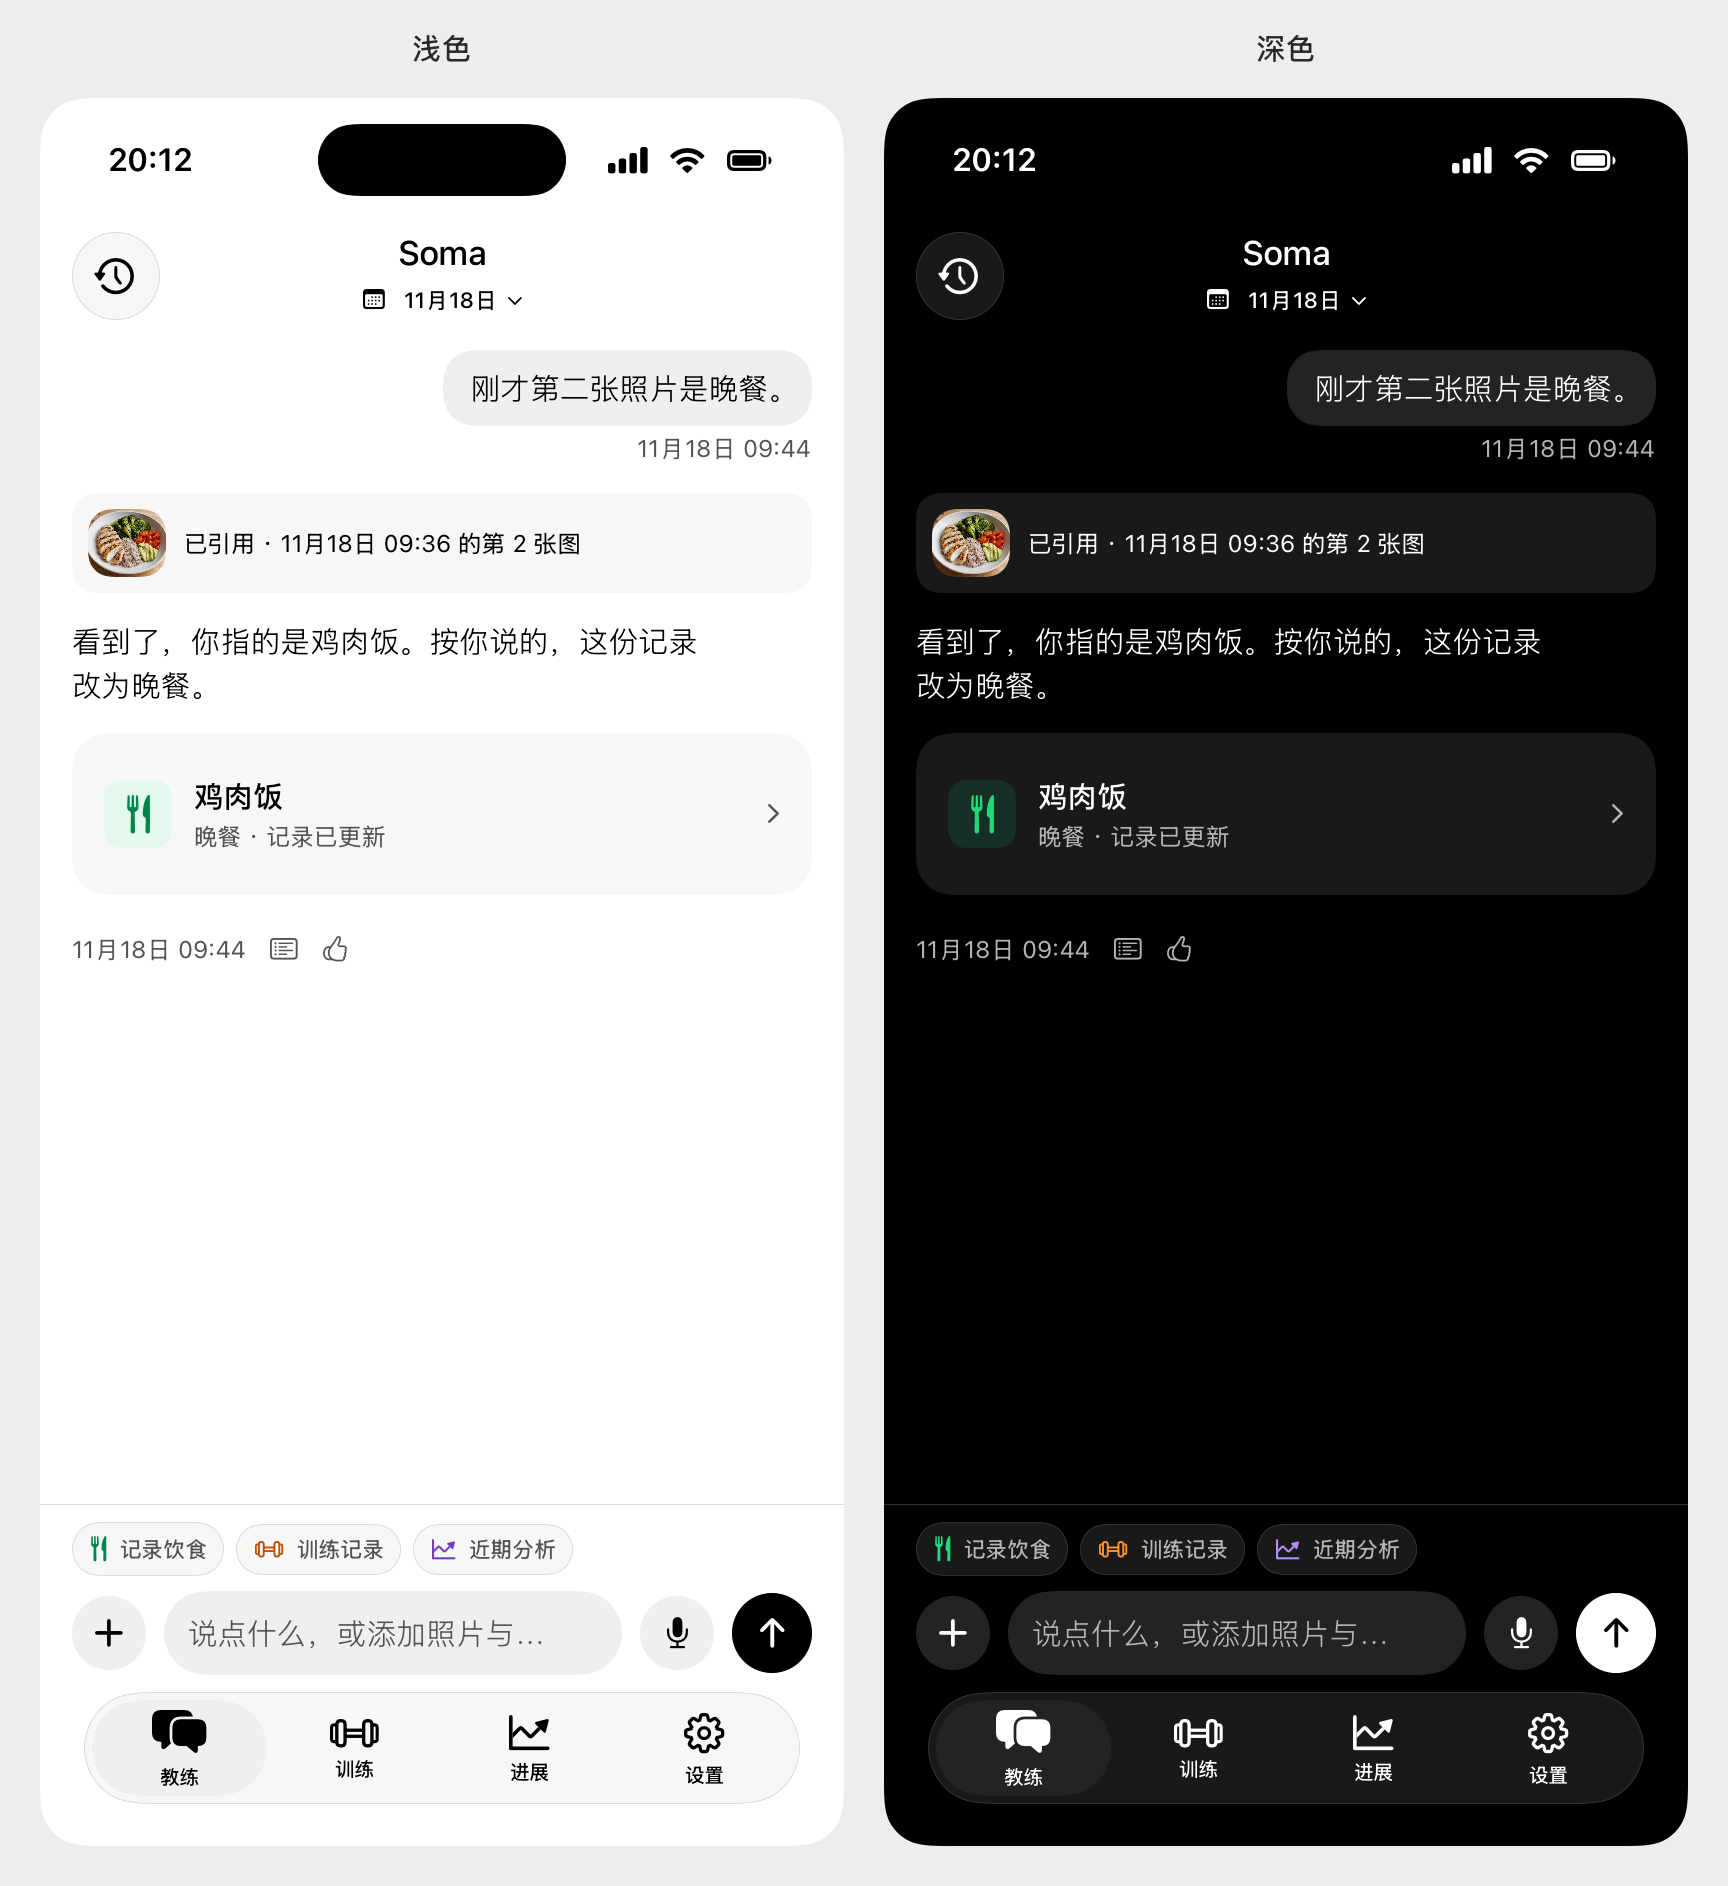 浅色
20:12
Soma
11月18日
刚才第二张照片是晚餐。
11月18日 09:44
已引用 · 11月18日 09:36 的第 2 张图
看到了，你指的是鸡肉饭。按你说的，这份记录
改为晚餐。
鸡肉饭
晚餐 · 记录已更新
11月18日 09:44
记录饮食
训练记录
近期分析
说点什么，或添加照片与...
教练
训练
进展
设置
深色
20:12
Soma
11月18日
刚才第二张照片是晚餐。
11月18日 09:44
已引用 · 11月18日 09:36 的第 2 张图
看到了，你指的是鸡肉饭。按你说的，这份记录
改为晚餐。
鸡肉饭
晚餐 · 记录已更新
11月18日 09:44
记录饮食
训练记录
近期分析
说点什么，或添加照片与...
教练
训练
进展
设置